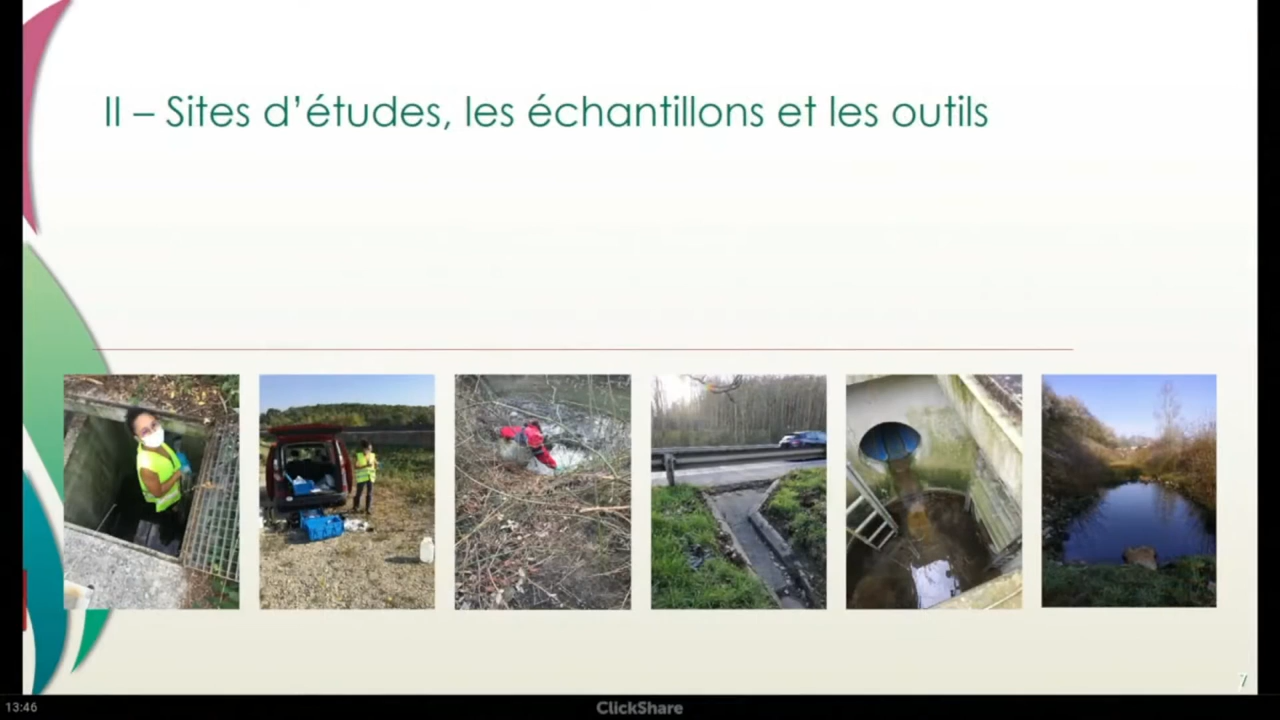 II – Sites d’études, les échantillons et les outils
7
13:46
ClickShare